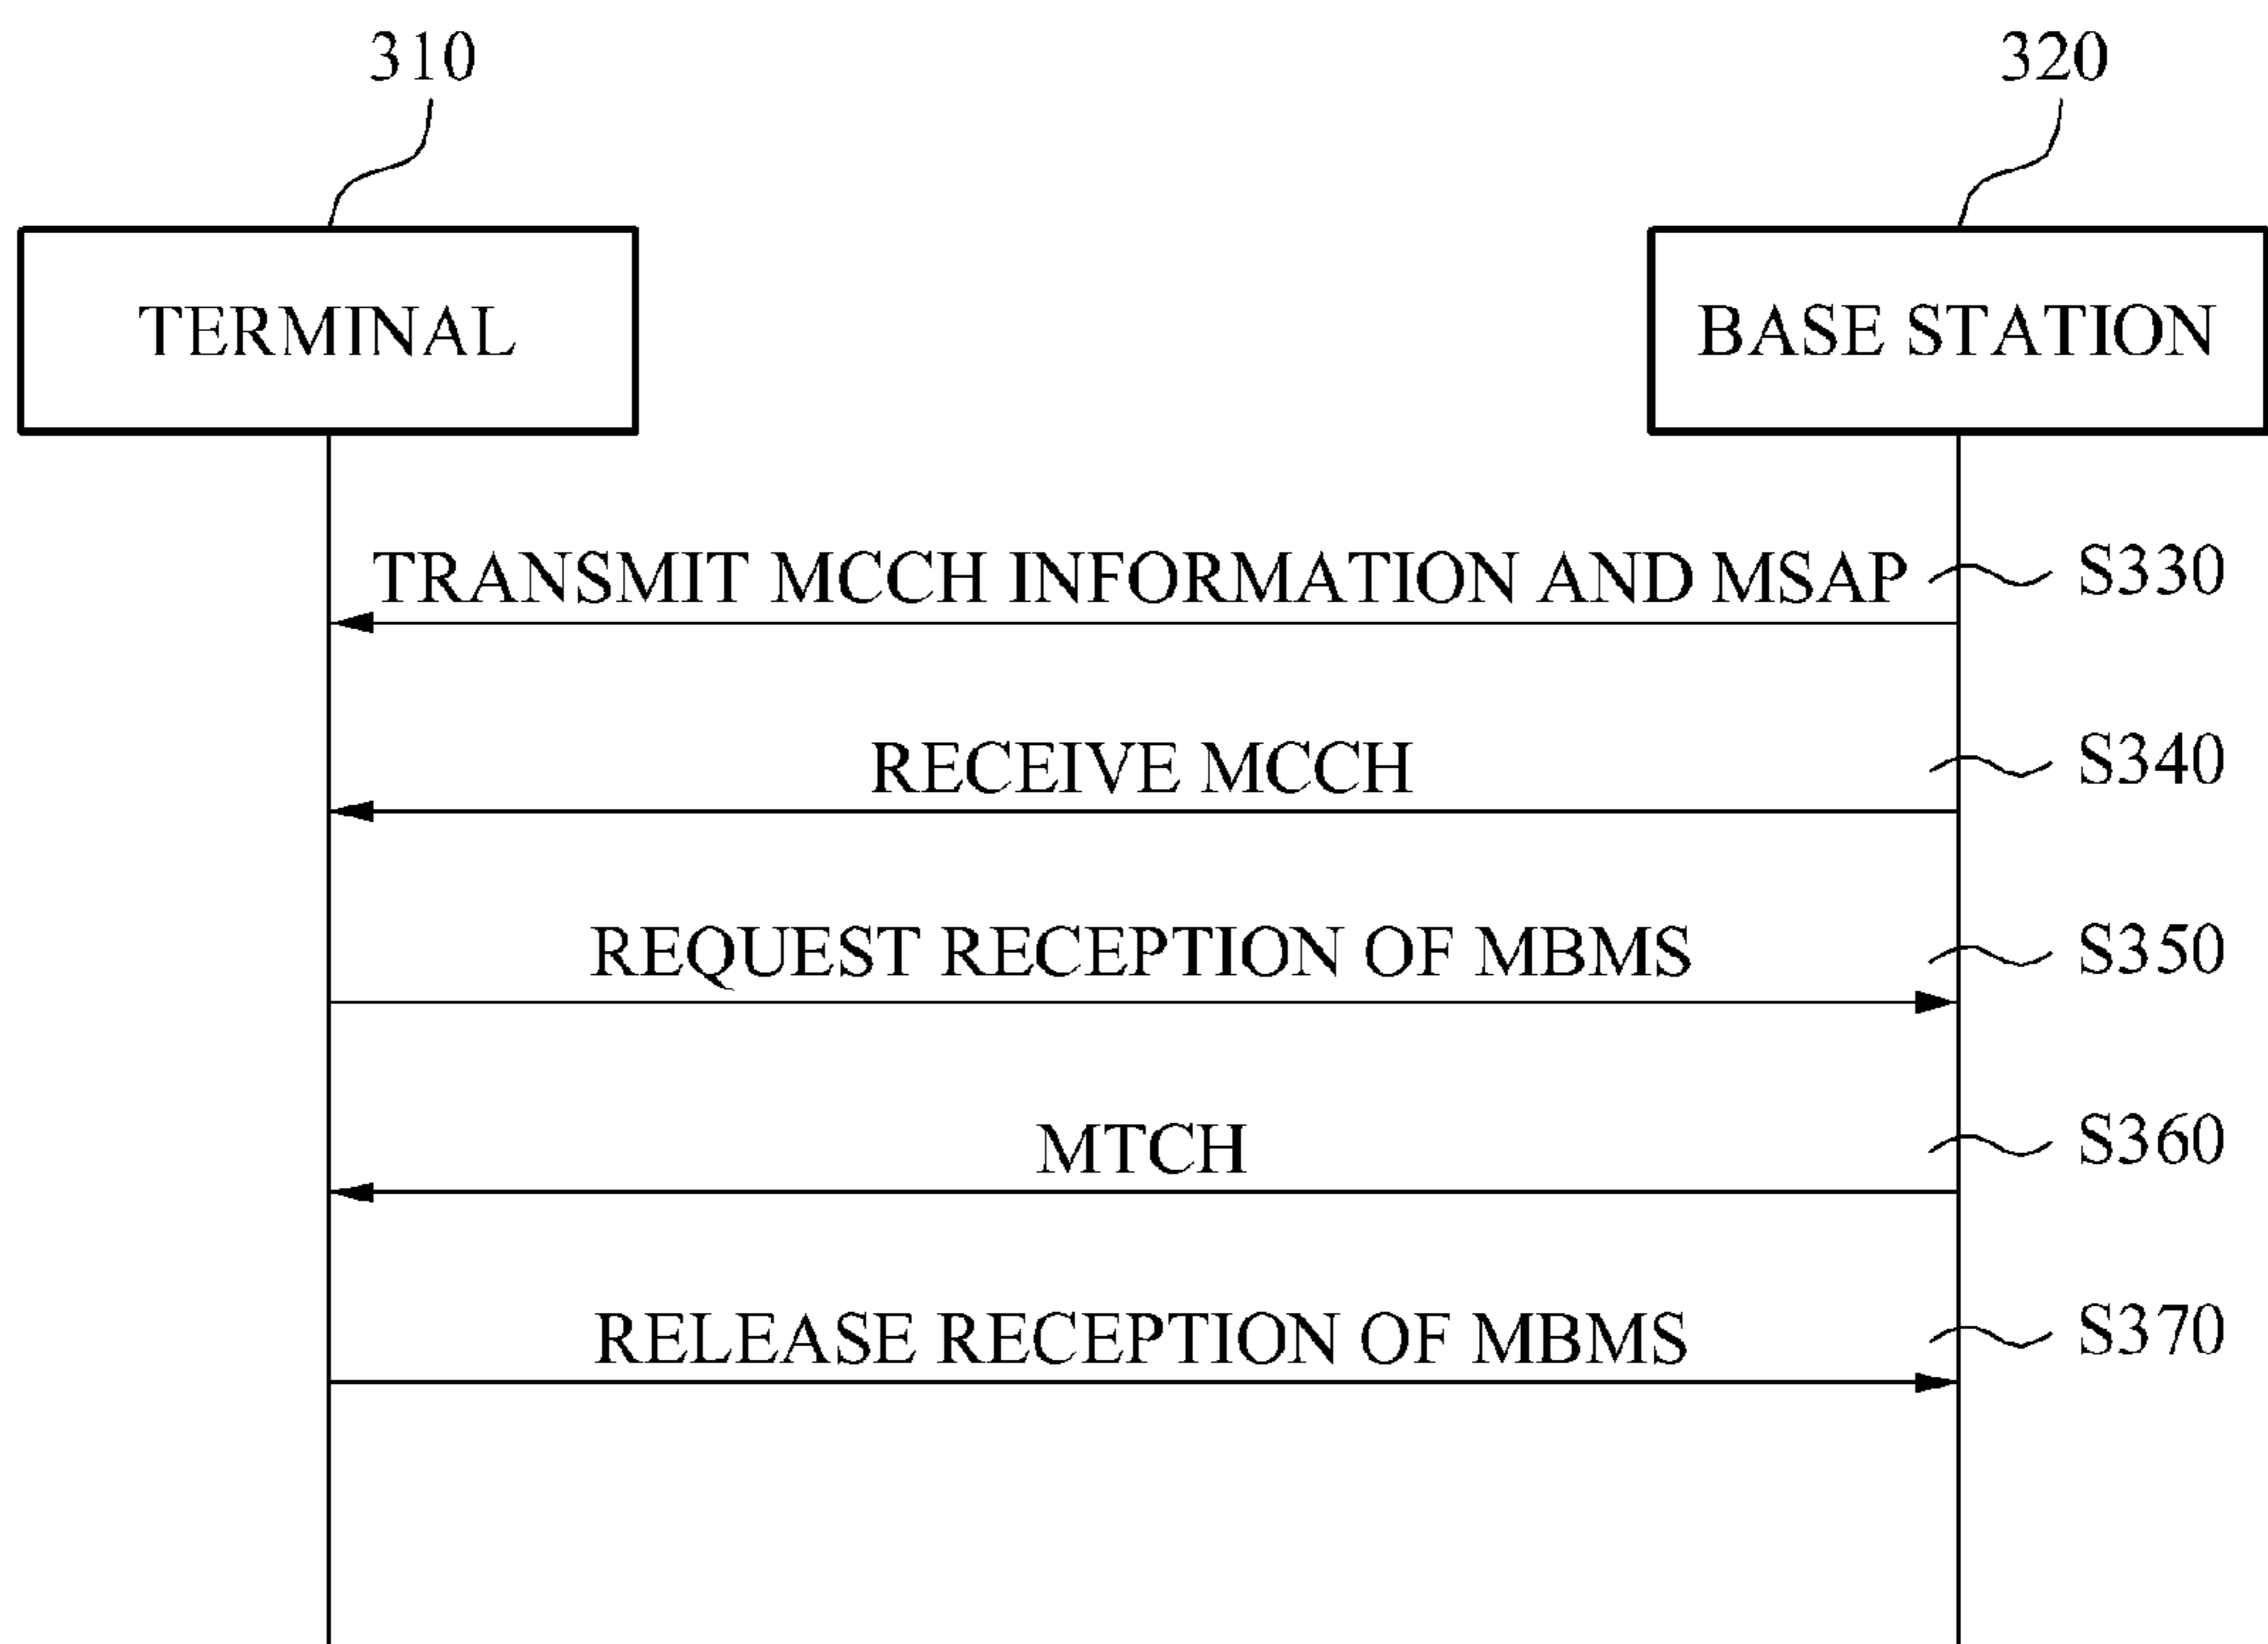 310
320
TERMINAL
BASE STATION
TRANSMIT MCCH INFORMATION AND MSAP S330
RECEIVE MCCH S340
REQUEST RECEPTION OF MBMS S350
MTCH S360
RELEASE RECEPTION OF MBMS S370